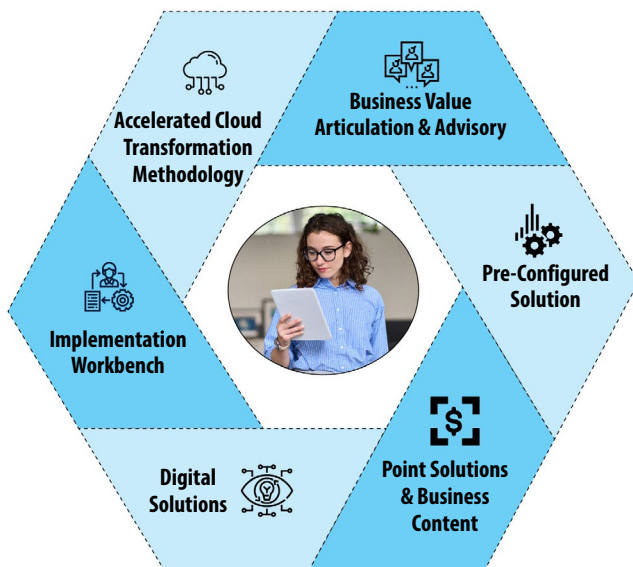 Accelerated Cloud
Transformation
Methodology
Business Value
Articulation & Advisory
Pre-Configured
Solution
Point Solutions
& Business
Content
Digital
Solutions
Implementation
Workbench
$